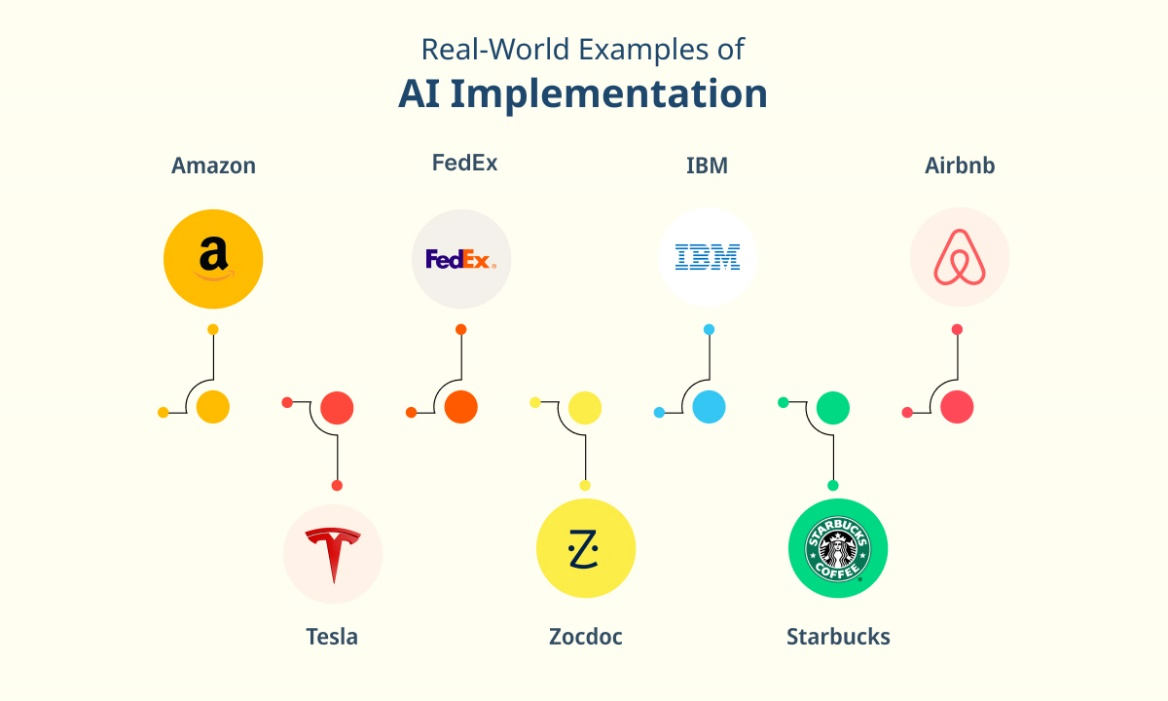 Real-World Examples of
AI Implementation
Amazon
FedEx
IBM
Airbnb
a
FedEx®
IBM
STARBUCKS
COFFEE
Tesla
Zocdoc
Starbucks